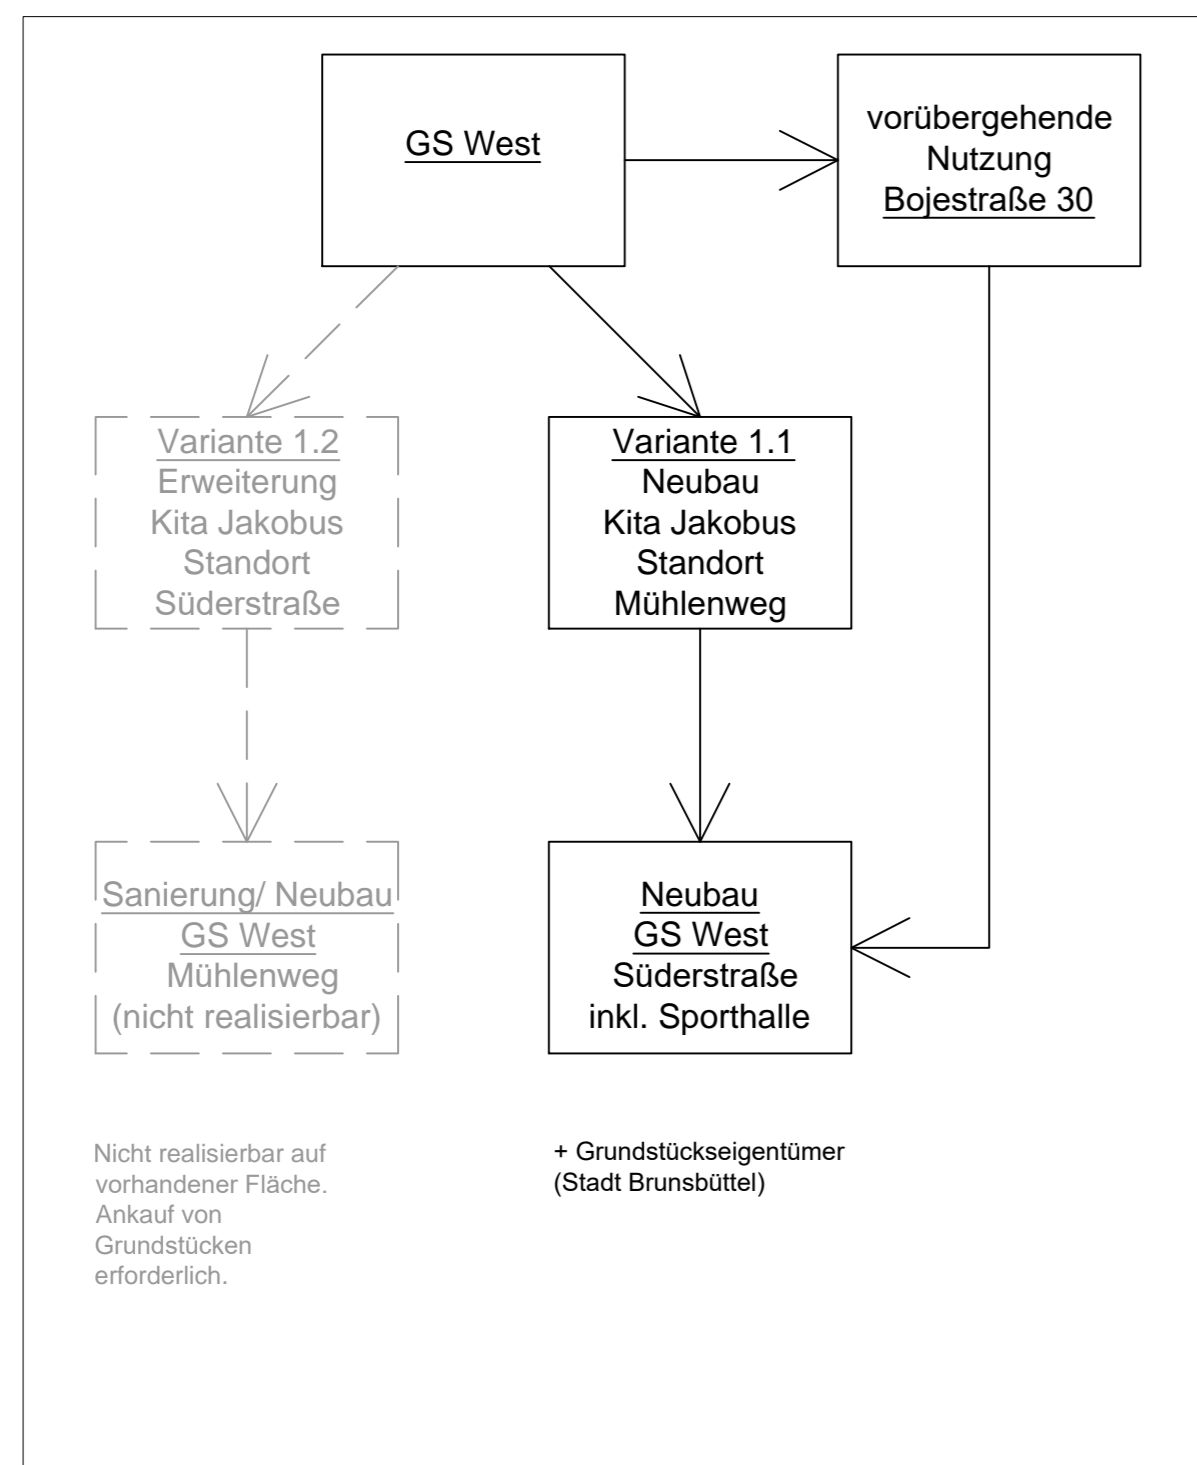 GS West
vorübergehende
Nutzung
Bojestraße 30
Variante 1.2
Erweiterung
Kita Jakobus
Standort
Süderstraße
Variante 1.1
Neubau
Kita Jakobus
Standort
Mühlenweg
Sanierung/ Neubau
GS West
Mühlenweg
(nicht realisierbar)
Neubau
GS West
Süderstraße
inkl. Sporthalle
Nicht realisierbar auf
vorhandener Fläche.
Ankauf von
Grundstücken
erforderlich.
+ Grundstückseigentümer
(Stadt Brunsbüttel)